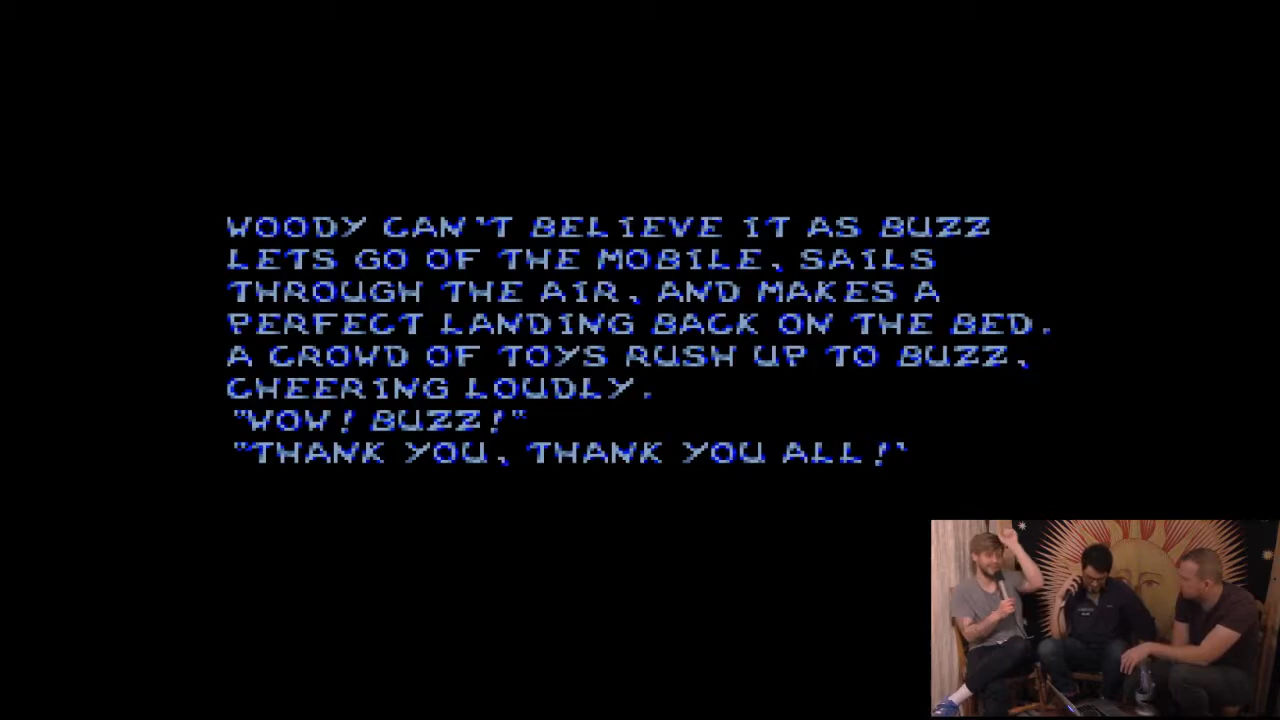 WOODY CAN'T BELIEVE IT AS BUZZ
LETS GO OF THE MOBILE, SAILS
THROUGH THE AIR, AND MAKES A
PERFECT LANDING BACK ON THE BED.
A CROWD OF TOYS RUSH UP TO BUZZ,
CHEERING LOUDLY.
"WOW! BUZZ!"
"THANK YOU, THANK YOU ALL!'